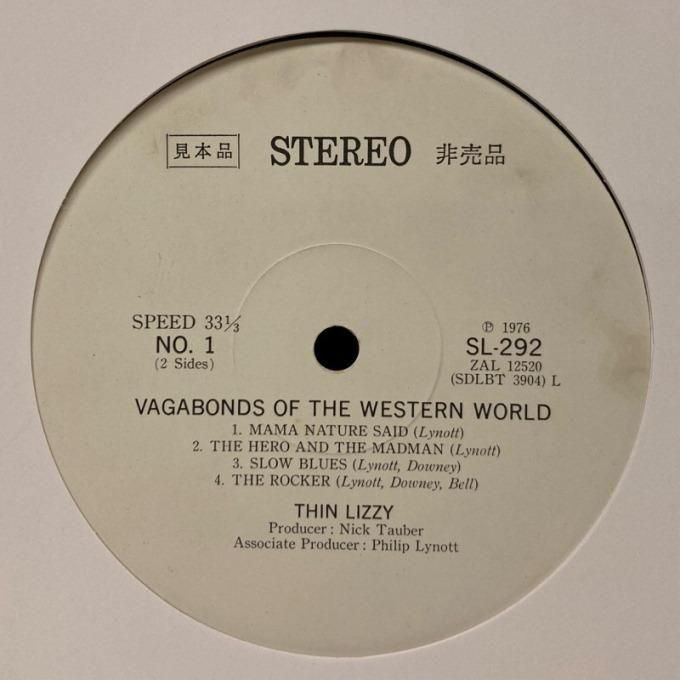 見本品 STEREO 非売品
SPEED 33⅓
NO. 1
(2 Sides)
℗ 1976
SL-292
ZAL 12520
(SDLBT 3904) L
VAGABONDS OF THE WESTERN WORLD
1. MAMA NATURE SAID (Lynott)
2. THE HERO AND THE MADMAN (Lynott)
3. SLOW BLUES (Lynott, Downey)
4. THE ROCKER (Lynott, Downey, Bell)
THIN LIZZY
Producer : Nick Tauber
Associate Producer : Philip Lynott